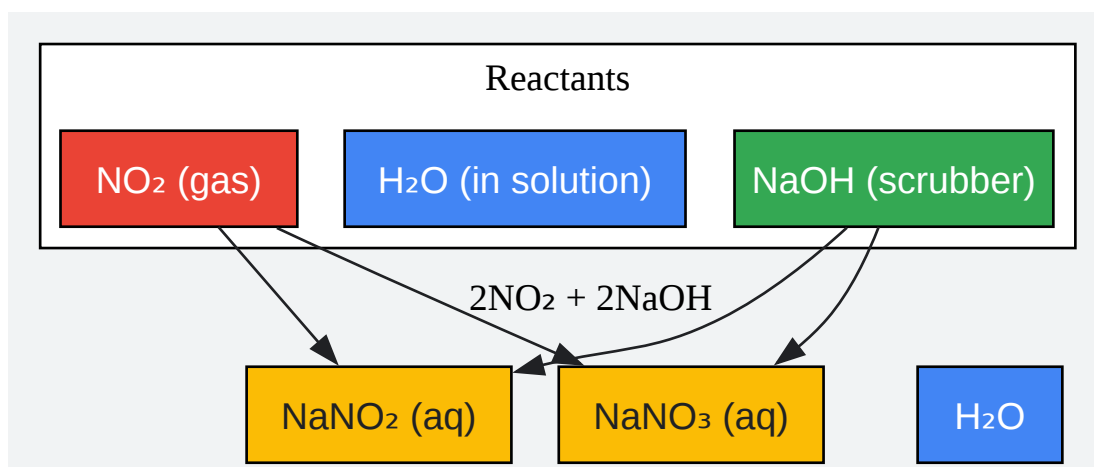 Reactants
NO₂ (gas)
H₂O (in solution)
NaOH (scrubber)
2NO₂ + 2NaOH
NaNO₂ (aq)
NaNO₃ (aq)
H₂O